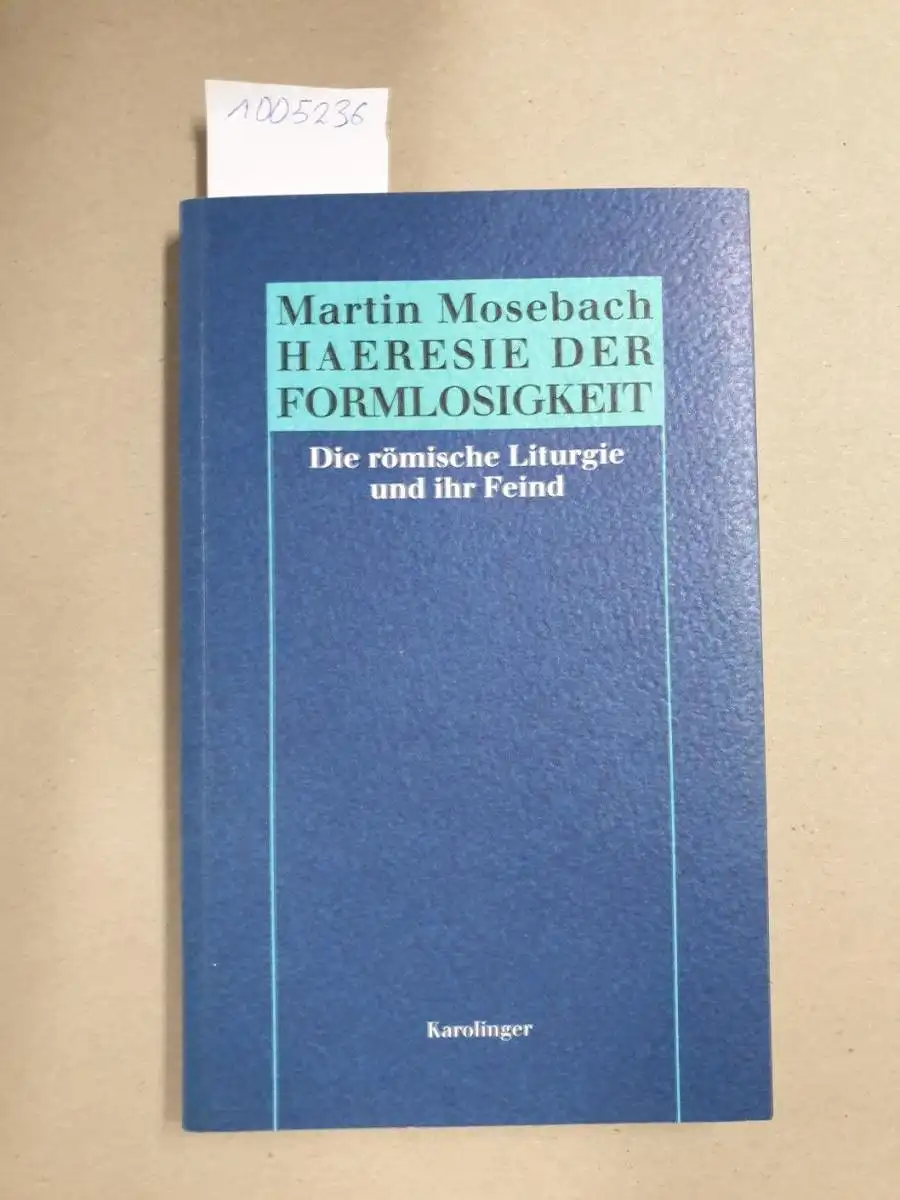 1005236
Martin Mosebach
HAERESIE DER
FORMLOSIGKEIT
Die römische Liturgie
und ihr Feind
Karolinger